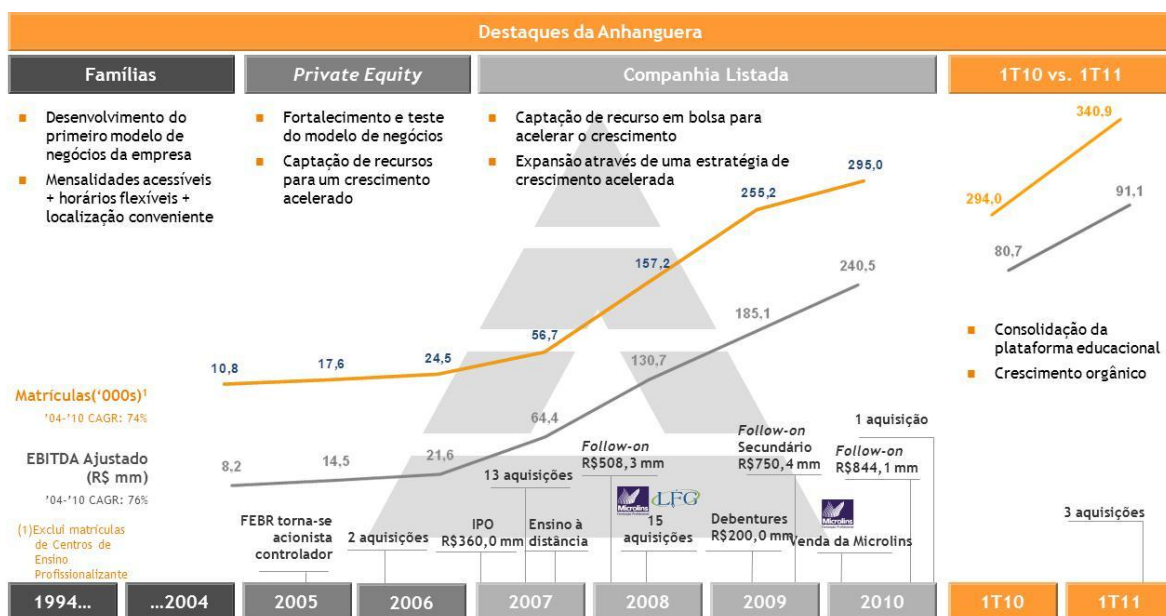 Destaques da Anhanguera
Famílias
Private Equity
Companhia Listada
1T10 vs. 1T11
Desenvolvimento do
primeiro modelo de
negócios da empresa
Mensalidades acessíveis
+ horários flexíveis +
localização conveniente
Fortalecimento e teste
do modelo de negócios
Captação de recursos
para um crescimento
acelerado
Captação de recurso em bolsa para
acelerar o crescimento
Expansão através de uma estratégia de
crescimento acelerada
340,9
294,0
91,1
80,7
Consolidação da
plataforma educacional
Crescimento orgânico
Matrículas('000s)¹
'04-'10 CAGR: 74%
10,8
17,6
24,5
56,7
157,2
255,2
295,0
EBITDA Ajustado
(R$ mm)
'04-'10 CAGR: 76%
8,2
14,5
21,6
64,4
130,7
185,1
240,5
(1)Exclui matrículas
de Centros de
Ensino
Profissionalizante
FEBR torna-se
acionista
controlador
2 aquisições
IPO
R$360,0 mm
13 aquisições
Ensino à
distância
Follow-on
R$508,3 mm
Microlins
LFG
15
aquisições
Debentures
R$200,0 mm
Follow-on
Secundário
R$750,4 mm
Microlins
Venda da Microlins
Follow-on
R$844,1 mm
1 aquisição
3 aquisições
1994...
...2004
2005
2006
2007
2008
2009
2010
1T10
1T11